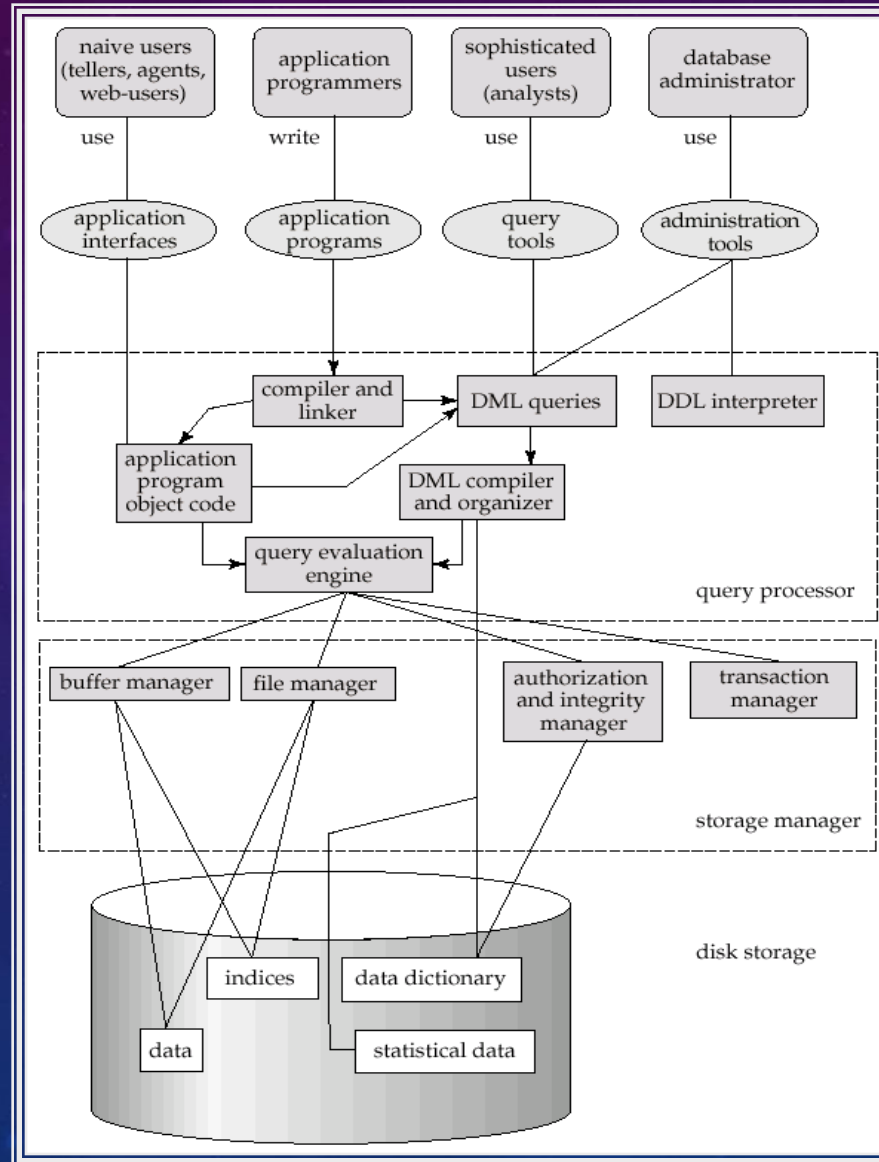 naive users
(tellers, agents,
web-users)
application
programmers
sophisticated
users
(analysts)
database
administrator
use
write
use
use
application
interfaces
application
programs
query
tools
administration
tools
compiler and
linker
DML queries
DDL interpreter
application
program
object code
DML compiler
and organizer
query evaluation
engine
query processor
buffer manager
file manager
authorization
and integrity
manager
transaction
manager
storage manager
disk storage
indices
data dictionary
data
statistical data